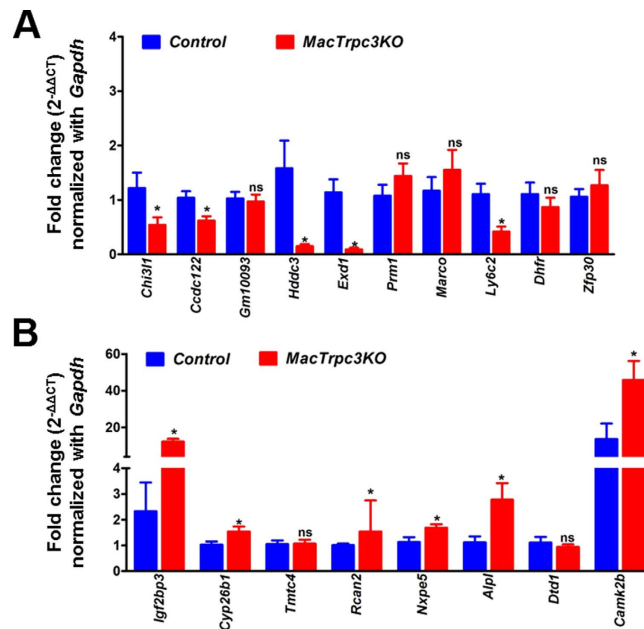 A
Control MacTrpc3KO
Fold change (2-ΔΔCT)
normalized with Gapdh
4
2
1
0
* * ns * * ns ns * ns ns
Chi3l1 Ccdc122 Gm10093 Hddc3 Exd1 Prm1 Marco Ly6c2 Dhfr Zfp30
B
Control MacTrpc3KO
Fold change (2-ΔΔCT)
normalized with Gapdh
60
40
20
4
3
2
1
0
* * ns * * * ns *
Igf2bp3 Cyp26b1 Tmtc4 Rcan2 Nxpe5 Alpl Dtd1 Camk2b